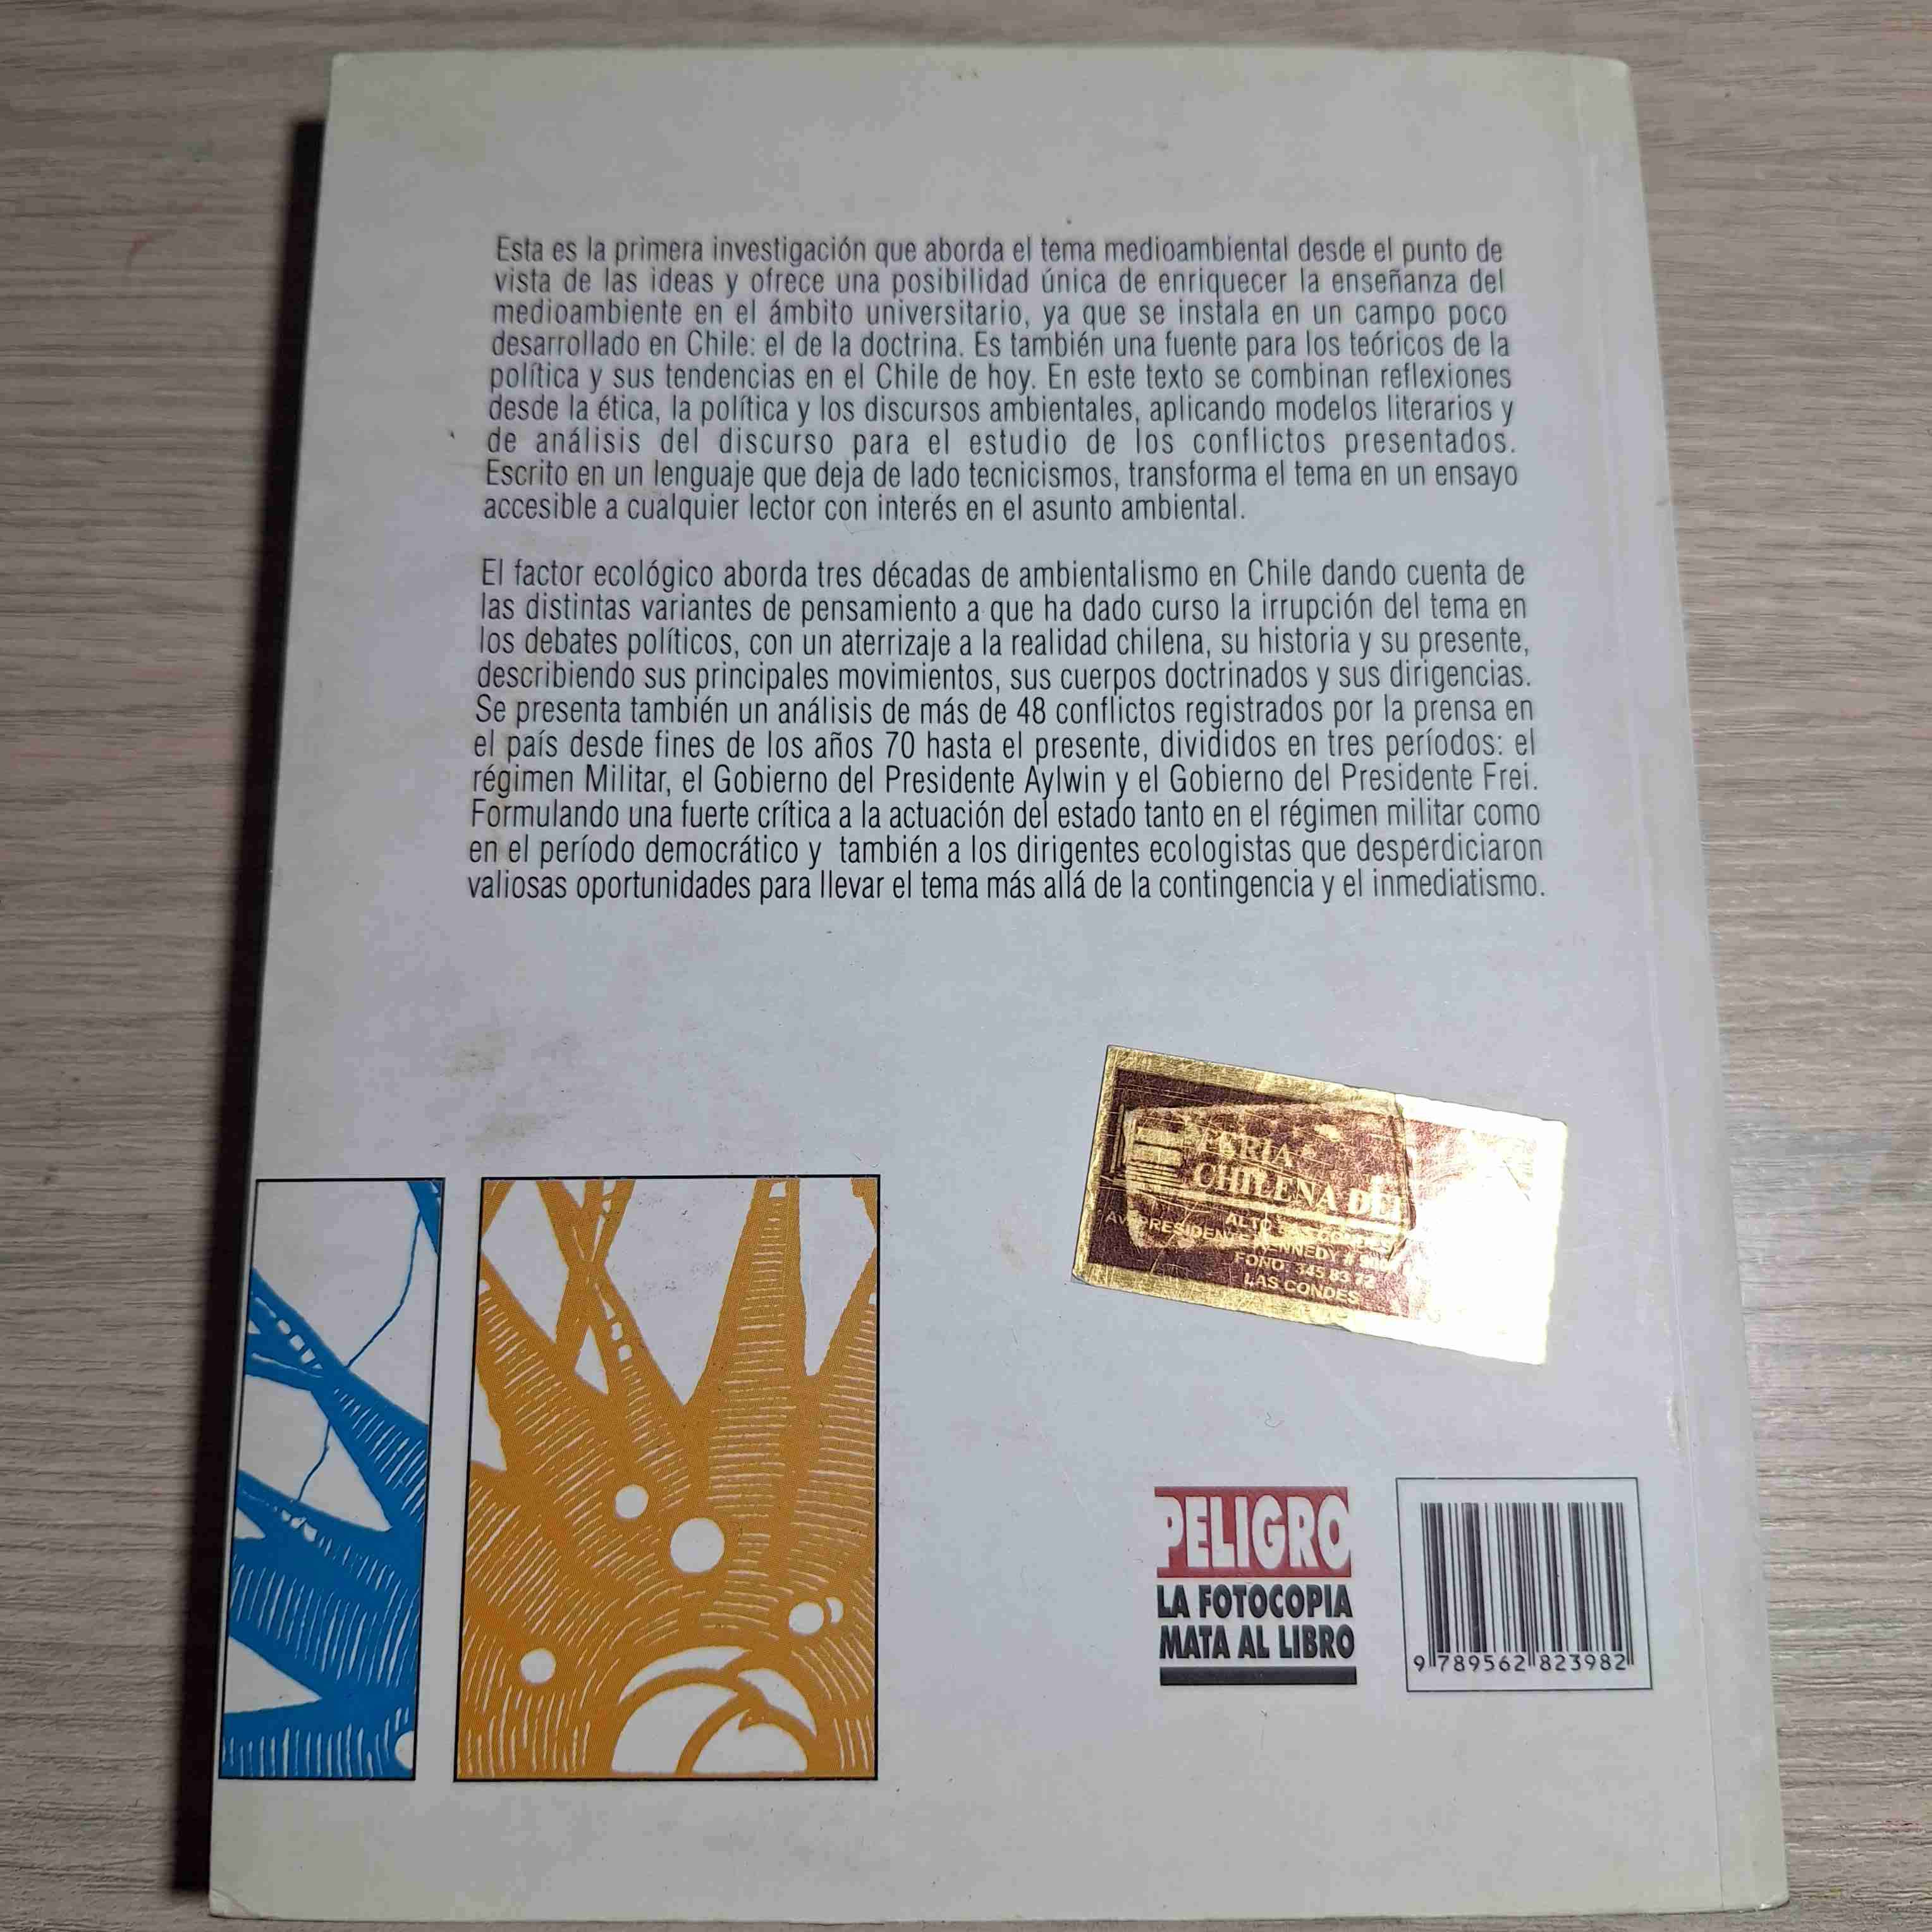 Esta es la primera investigación que aborda el tema medioambiental desde el punto de
vista de las ideas y ofrece una posibilidad única de enriquecer la enseñanza del
medioambiente en el ámbito universitario, ya que se instala en un campo poco
desarrollado en Chile: el de la doctrina. Es también una fuente para los teóricos de la
política y sus tendencias en el Chile de hoy. En este texto se combinan reflexiones
desde la ética, la política y los discursos ambientales, aplicando modelos literarios y
de análisis del discurso para el estudio de los conflictos presentados.
Escrito en un lenguaje que deja de lado tecnicismos, transforma el tema en un ensayo
accesible a cualquier lector con interés en el asunto ambiental.
El factor ecológico aborda tres décadas de ambientalismo en Chile dando cuenta de
las distintas variantes de pensamiento a que ha dado curso la irrupción del tema en
los debates políticos, con un aterrizaje a la realidad chilena, su historia y su presente,
describiendo sus principales movimientos, sus cuerpos doctrinados y sus dirigencias.
Se presenta también un análisis de más de 48 conflictos registrados por la prensa en
el país desde fines de los años 70 hasta el presente, divididos en tres períodos: el
régimen Militar, el Gobierno del Presidente Aylwin y el Gobierno del Presidente Frei.
Formulando una fuerte crítica a la actuación del estado tanto en el régimen militar como
en el período democrático y también a los dirigentes ecologistas que desperdiciaron
valiosas oportunidades para llevar el tema más allá de la contingencia y el inmediatismo.
FERIA
CHILENA DEL
ALTO
AV. PRESIDENTE KENNEDY
FONO: 345 83 72
LAS CONDES
PELIGRO
LA FOTOCOPIA
MATA AL LIBRO
9 789562 823982